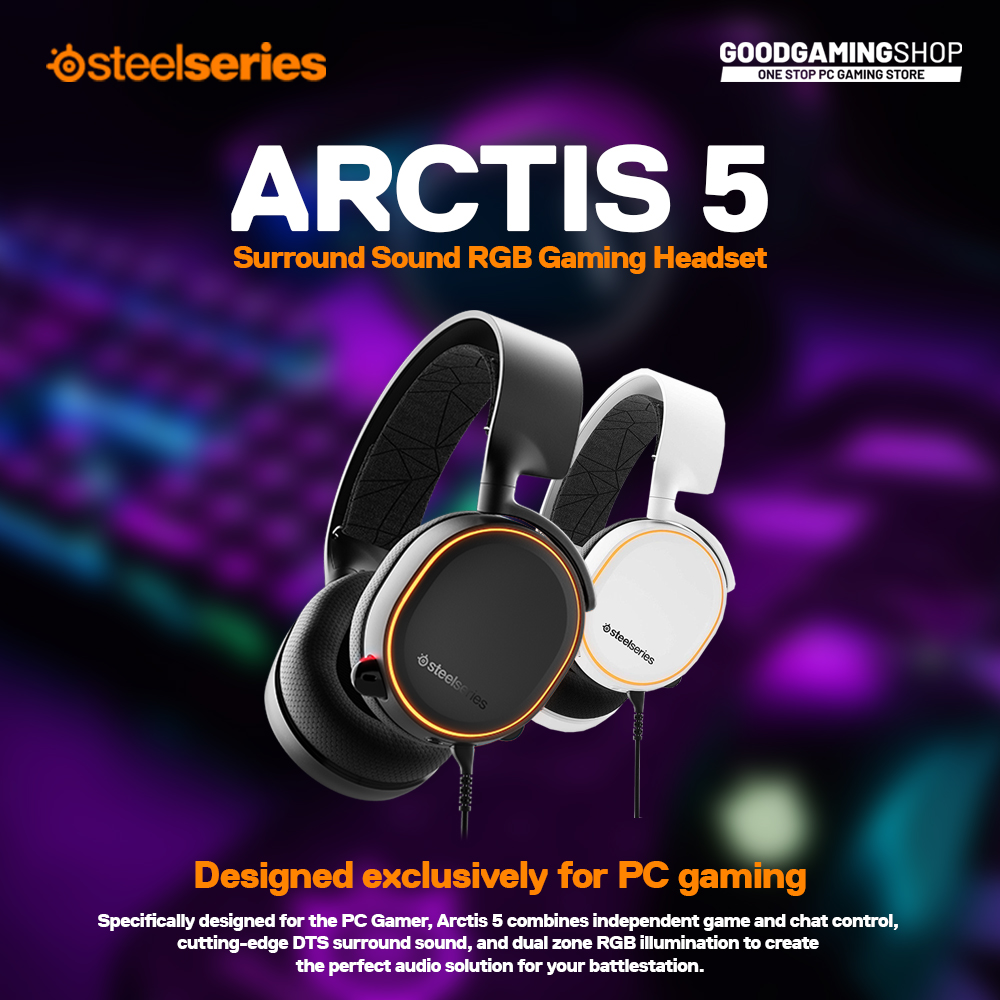 steelseries
GOODGAMINGSHOP
ONE STOP PC GAMING STORE
ARCTIS 5
Surround Sound RGB Gaming Headset
steelseries
steelseries
Designed exclusively for PC gaming
Specifically designed for the PC Gamer, Arctis 5 combines independent game and chat control,
cutting-edge DTS surround sound, and dual zone RGB illumination to create
the perfect audio solution for your battlestation.